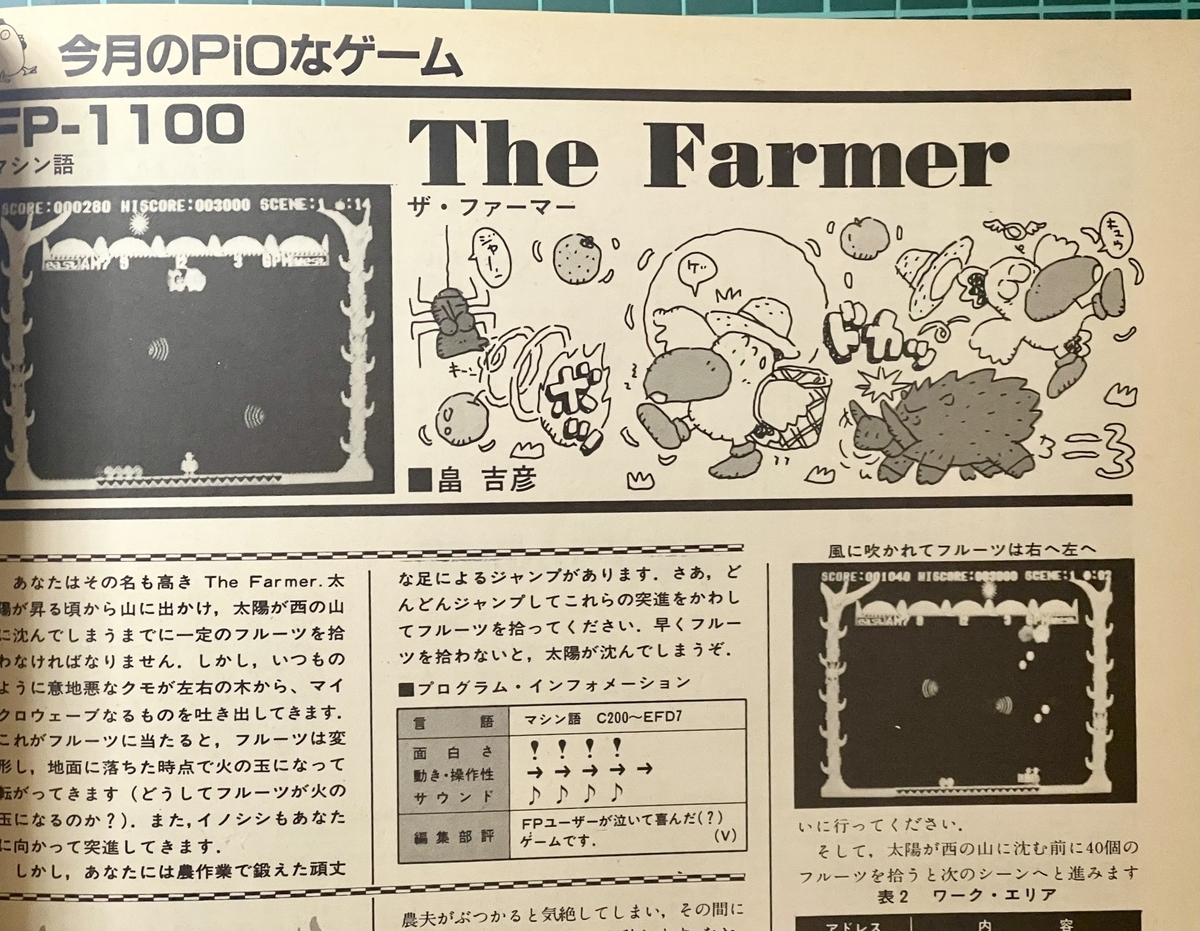 今月のPiOなゲーム
FP-1100
マシン語
The Farmer
ザ・ファーマー
SCORE:000280 HISCORE:003000 SCENE:1 :14
シャーッ
キューン
ボッ
ゲッ
ドカッ
キュゥ
■畠 吉彦
あなたはその名も高き The Farmer.太
陽が昇る頃から山に出かけ，太陽が西の山
に沈んでしまうまでに一定のフルーツを拾
わなければなりません．しかし，いつもの
ように意地悪なクモが左右の木から、マイ
クロウェーブなるものを吐き出してきます．
これがフルーツに当たると，フルーツは変
形し，地面に落ちた時点で火の玉になって
転がってきます（どうしてフルーツが火の
玉になるのか？）．また,イノシシもあなた
に向かって突進してきます．
しかし，あなたには農作業で鍛えた頑丈
な足によるジャンプがあります．さあ，ど
んどんジャンプしてこれらの突進をかわし
てフルーツを拾ってください．早くフルー
ツを拾わないと，太陽が沈んでしまうぞ．
■プログラム・インフォメーション
言語 マシン語 C200〜EFD7
面白さ ！！！！
動き・操作性 →→→→→
サウンド ♪♪♪♪
編集部評 FPユーザーが泣いて喜んだ(？)
ゲームです． (V)
農夫がぶつかると気絶してしまい，その間に
風に吹かれてフルーツは右へ左へ
SCORE:001040 HISCORE:003000 SCENE:1 :02
いに行ってください．
そして，太陽が西の山に沈む前に40個の
フルーツを拾うと次のシーンへと進みます
表2 ワーク・エリア
アドレス 内容